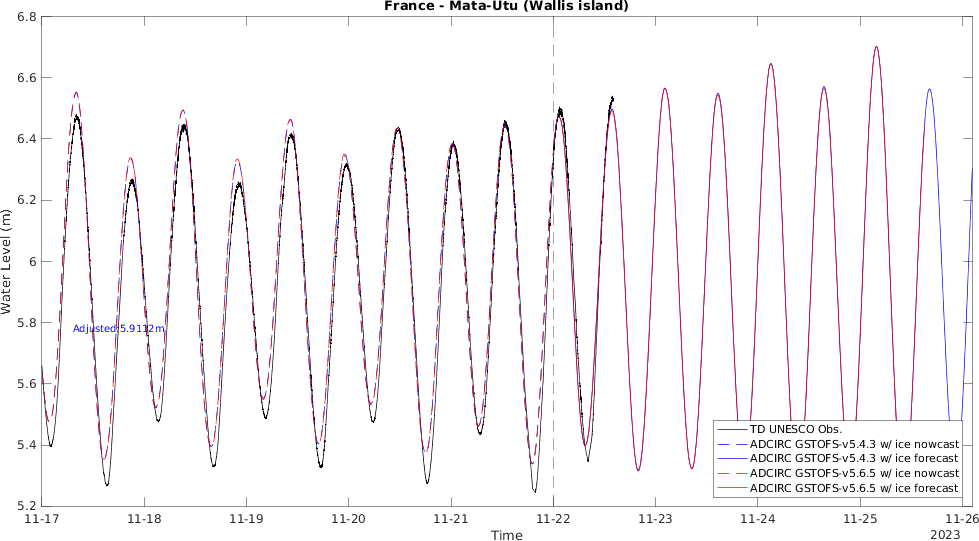 France - Mata-Utu (Wallis island)
6.8
6.6
6.4
6.2
6
5.8
5.6
5.4
5.2
Water Level (m)
Adjusted:5.9112m
TD UNESCO Obs.
ADCIRC GSTOFS-v5.4.3 w/ ice nowcast
ADCIRC GSTOFS-v5.4.3 w/ ice forecast
ADCIRC GSTOFS-v5.6.5 w/ ice nowcast
ADCIRC GSTOFS-v5.6.5 w/ ice forecast
11-17 11-18 11-19 11-20 11-21 11-22 11-23 11-24 11-25 11-26
Time
2023